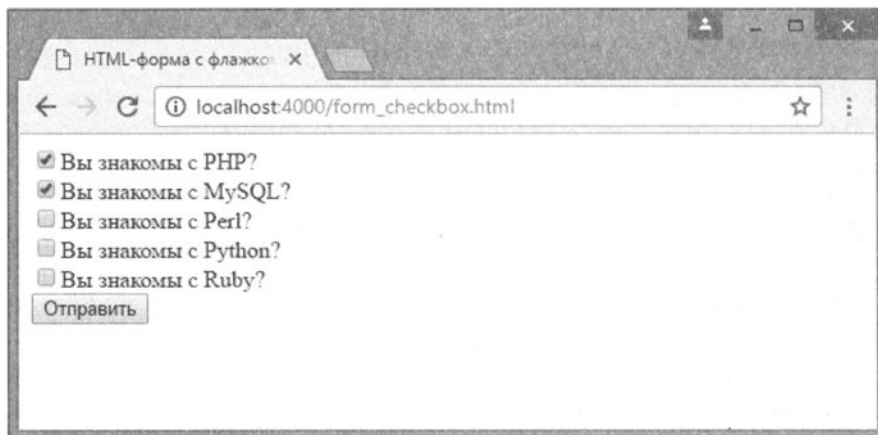 HTML-форма с флажко
localhost:4000/form_checkbox.html
Вы знакомы с PHP?
Вы знакомы с MySQL?
Вы знакомы с Perl?
Вы знакомы с Python?
Вы знакомы с Ruby?
Отправить